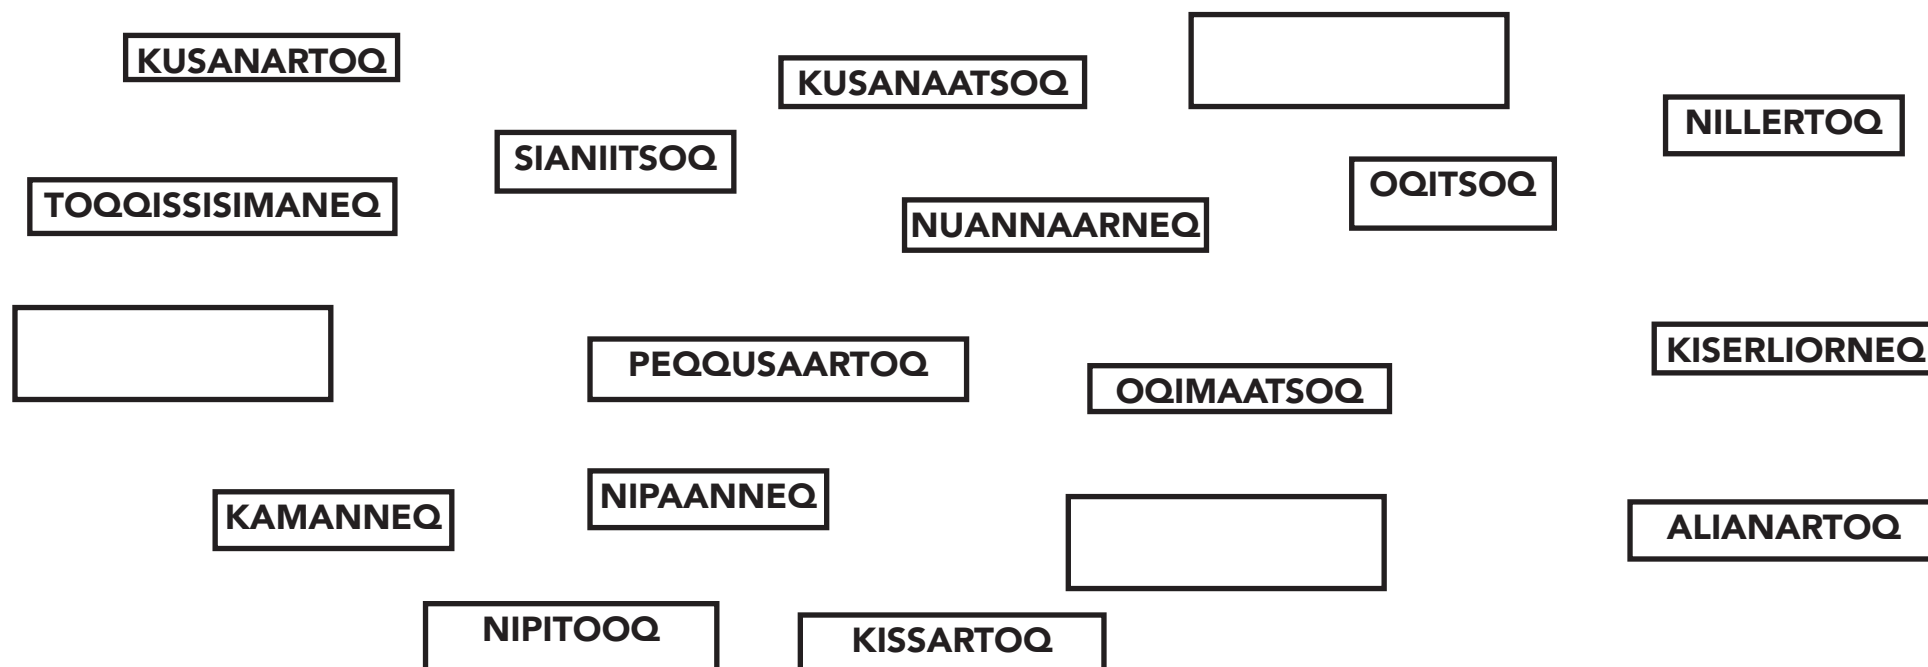 KUSANARTOQ
KUSANAATSOQ
NILLERTOQ
SIANIITSOQ
OQITSOQ
TOQQISSISIMANEQ
NUANNAARNEQ
PEQQUSAARTOQ
KISERLIORNEQ
OQIMAATSOQ
NIPAANNEQ
KAMANNEQ
ALIANARTOQ
NIPITOOQ
KISSARTOQ